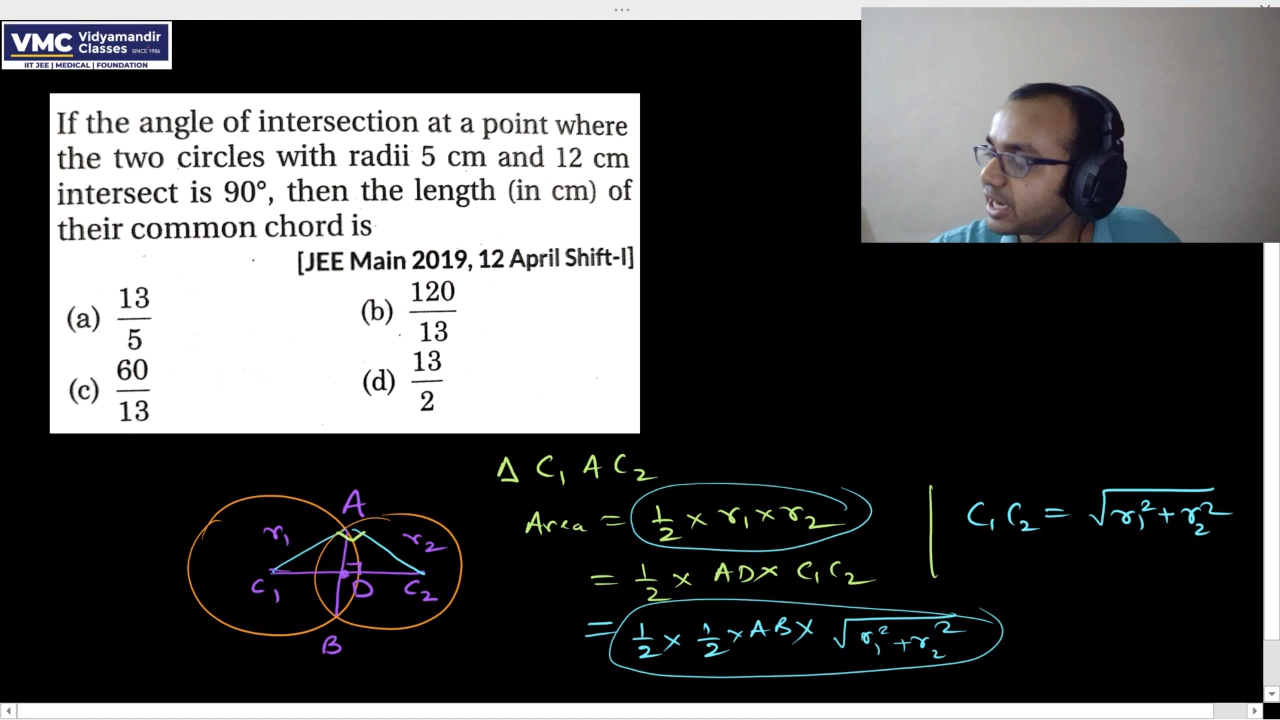 VMC Vidyamandir Classes SINCE 1986
IIT JEE | MEDICAL | FOUNDATION
If the angle of intersection at a point where
the two circles with radii 5 cm and 12 cm
intersect is 90°, then the length (in cm) of
their common chord is
[JEE Main 2019, 12 April Shift-I]
(a) 13/5 (b) 120/13
(c) 60/13 (d) 13/2
Δ C₁ A C₂
Area = 1/2 × r₁ × r₂
= 1/2 × AD × C₁C₂
= 1/2 × 1/2 × AB × √(r₁² + r₂²)
C₁C₂ = √(r₁² + r₂²)
A
r₁ r₂
C₁ D C₂
B